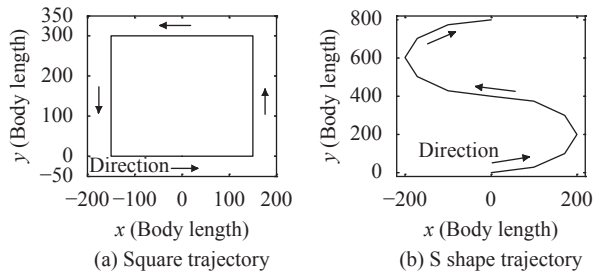 350
300
200
100
0
−50
y (Body length)
Direction
−200
−100
0
100
200
x (Body length)
(a) Square trajectory
800
600
400
200
0
y (Body length)
Direction
−200
0
200
x (Body length)
(b) S shape trajectory